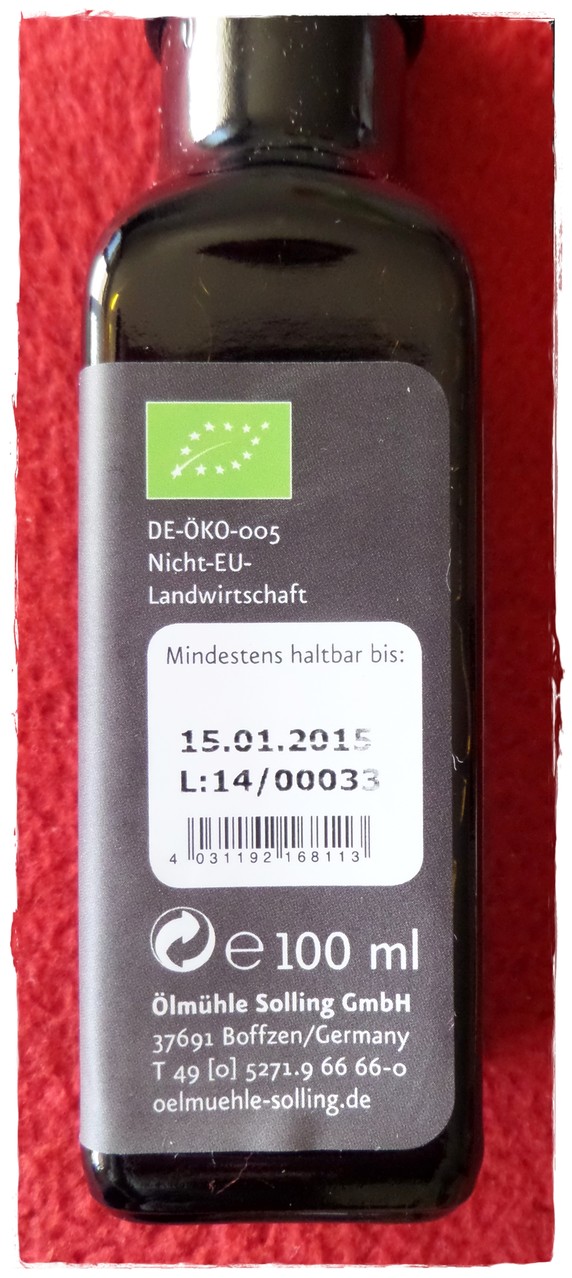 DE-ÖKO-005
Nicht-EU-
Landwirtschaft
Mindestens haltbar bis:
15.01.2015
L:14/00033
4 031192 168113
e 100 ml
Ölmühle Solling GmbH
37691 Boffzen/Germany
T 49 [0] 5271.9 66 66-0
oelmuehle-solling.de